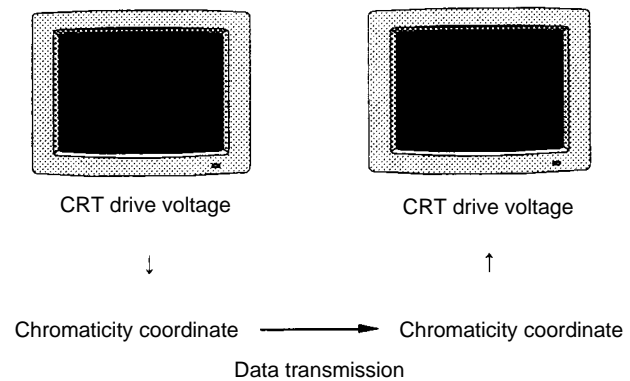 CRT drive voltage
CRT drive voltage
↓
↑
Chromaticity coordinate → Chromaticity coordinate
Data transmission